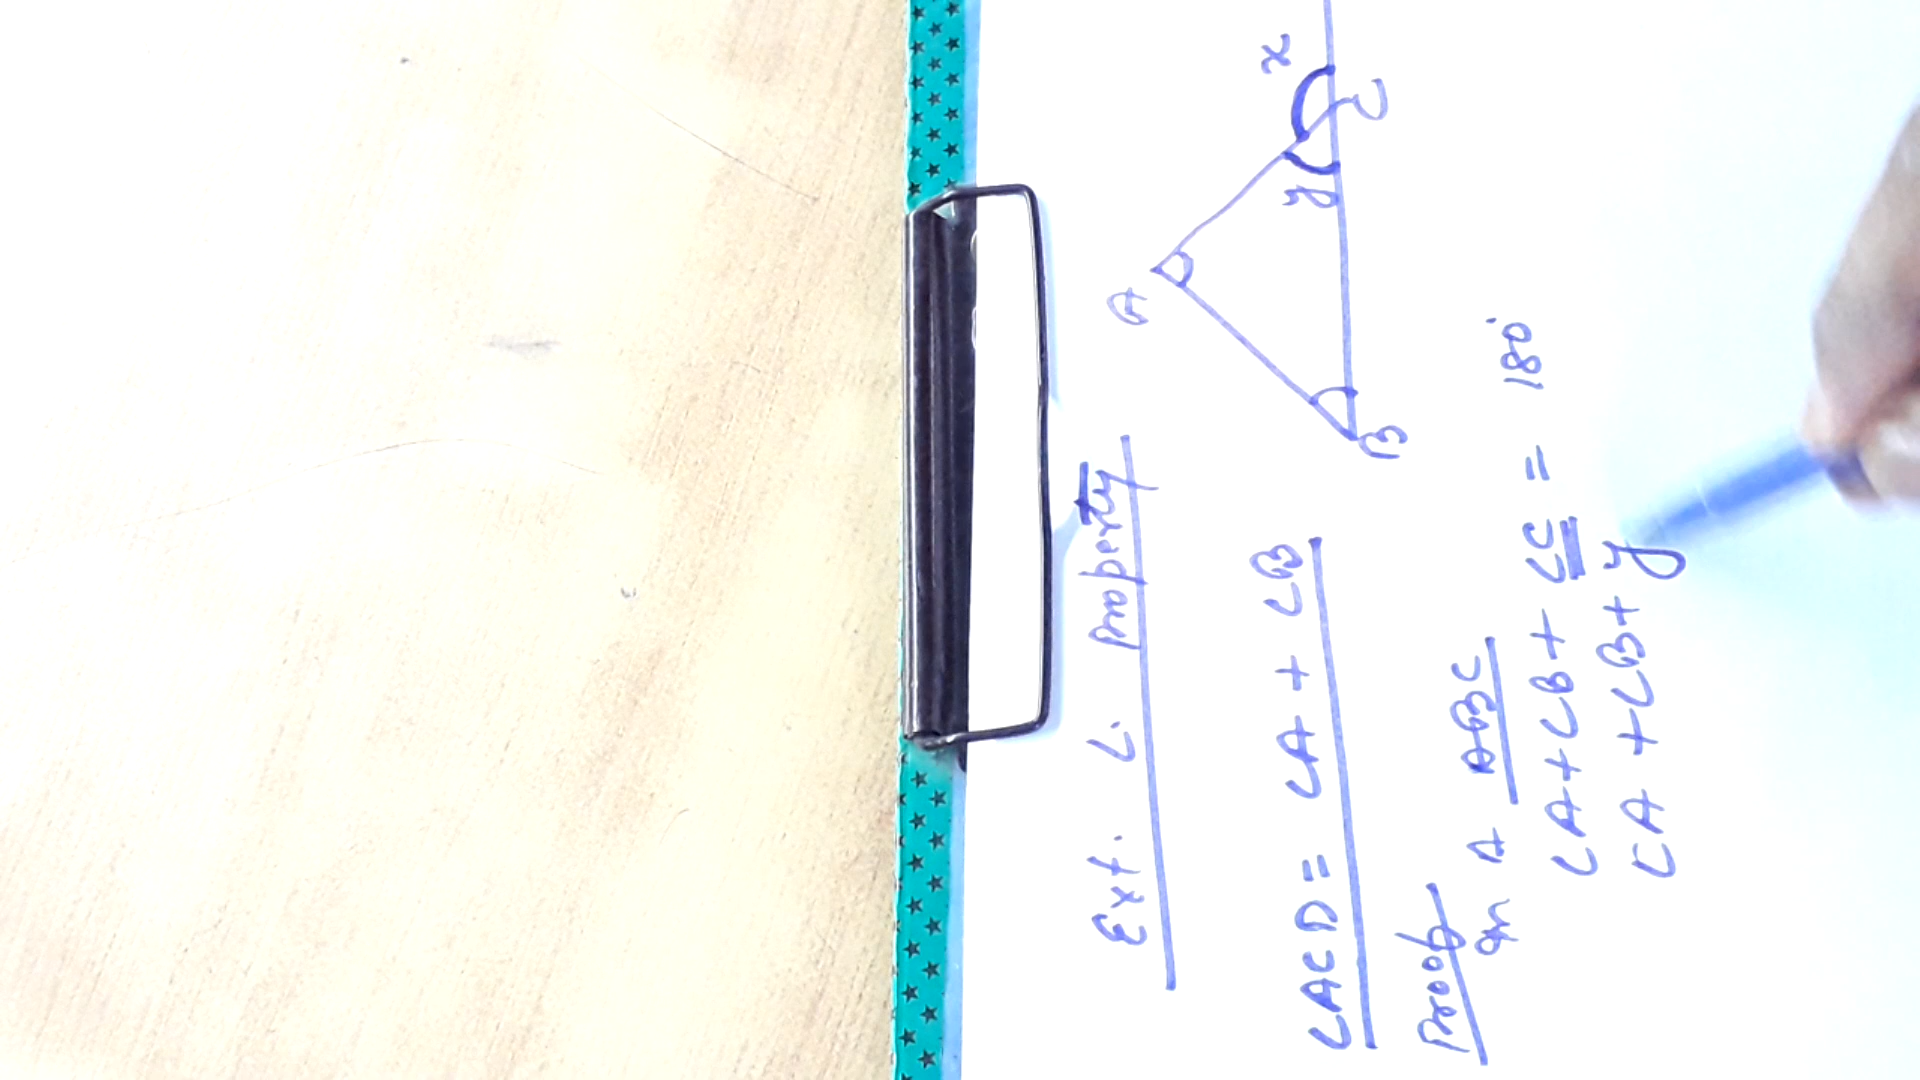 Ext. ∠. Property
A
x
y
B
C
∠ACD = ∠A + ∠B
Proof
In Δ ABC
∠A+∠B+∠C = 180°
∠A +∠B+y